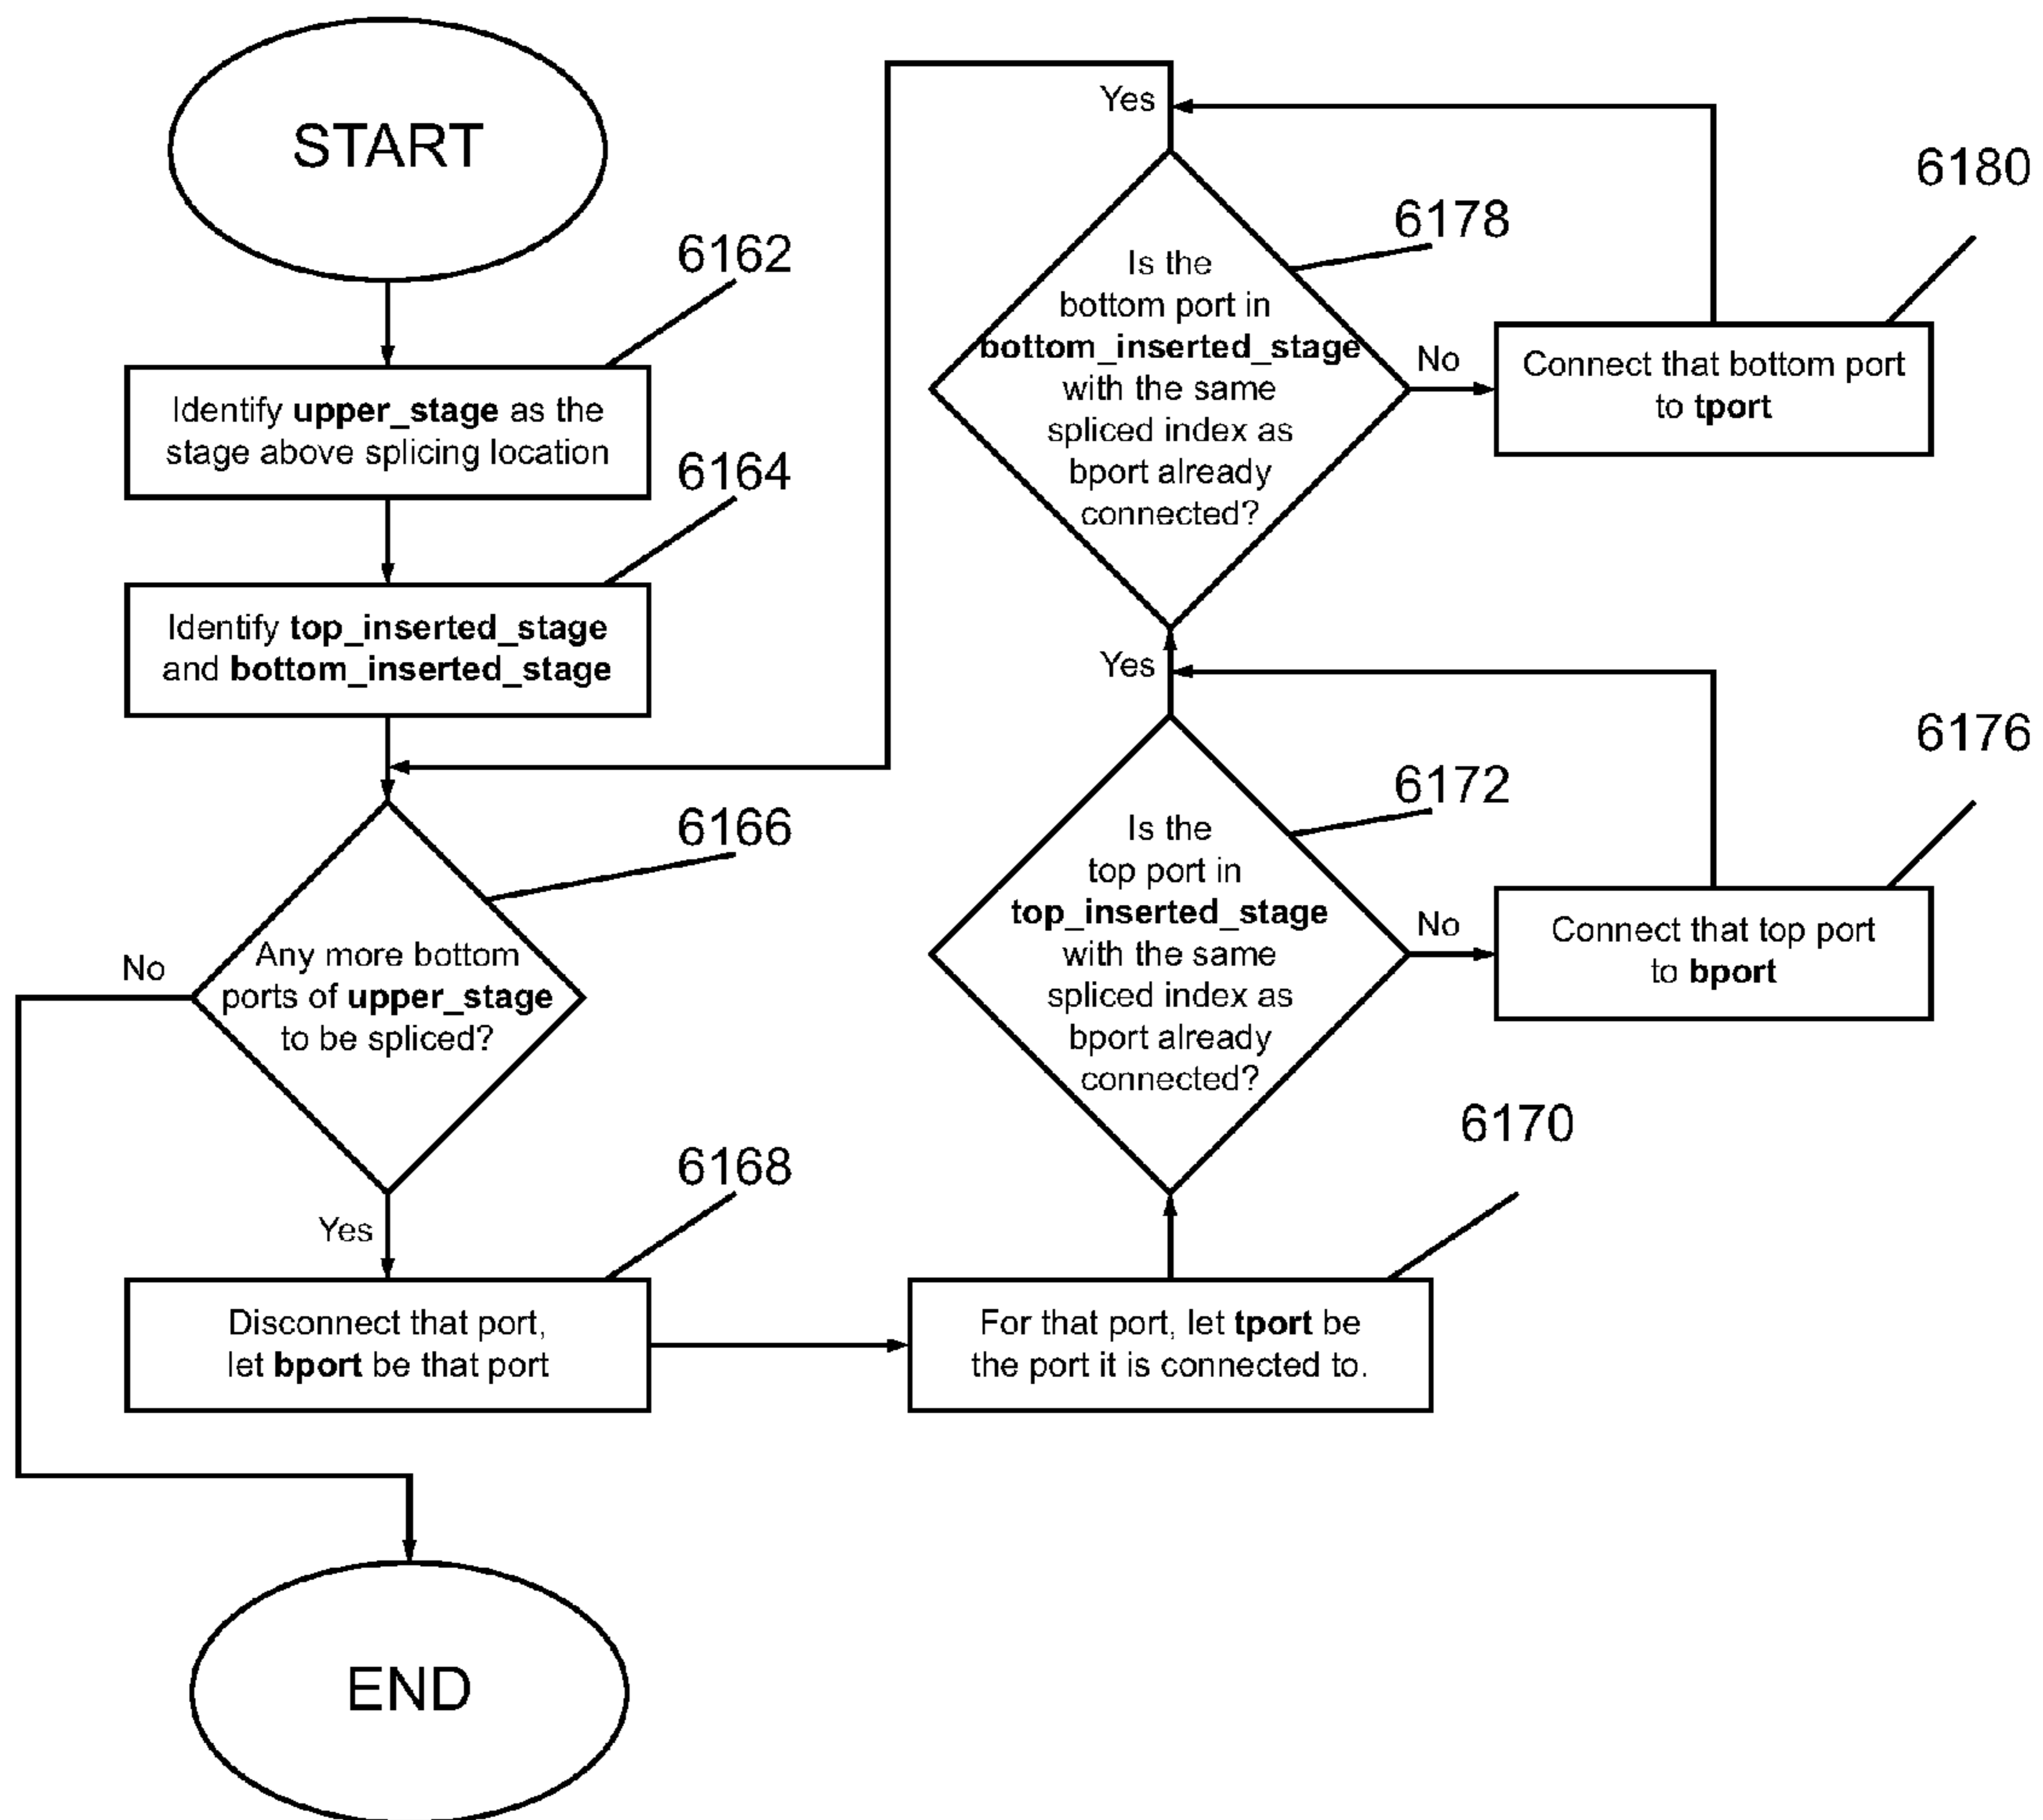 START
6162
Identify upper_stage as the
stage above splicing location
6164
Identify top_inserted_stage
and bottom_inserted_stage
6166
Any more bottom
ports of upper_stage
to be spliced?
No
Yes
6168
Disconnect that port,
let bport be that port
6170
For that port, let tport be
the port it is connected to.
6172
Is the
top port in
top_inserted_stage
with the same
spliced index as
bport already
connected?
No
6176
Connect that top port
to bport
Yes
6178
Is the
bottom port in
bottom_inserted_stage
with the same
spliced index as
bport already
connected?
No
6180
Connect that bottom port
to tport
Yes
END